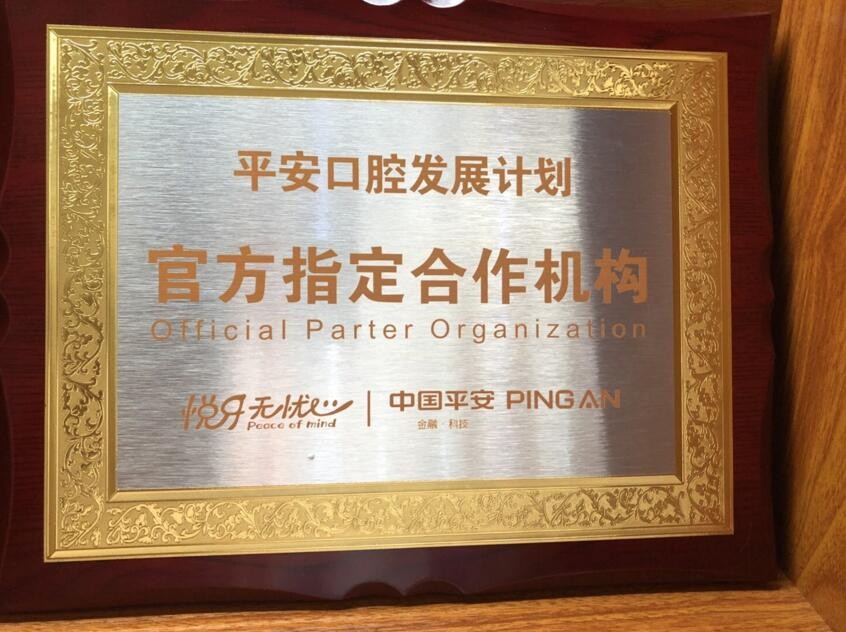 平安口腔发展计划
官方指定合作机构
Official Parter Organization
悦牙无忧 | 中国平安 PING AN
Peace of mind
金融·科技